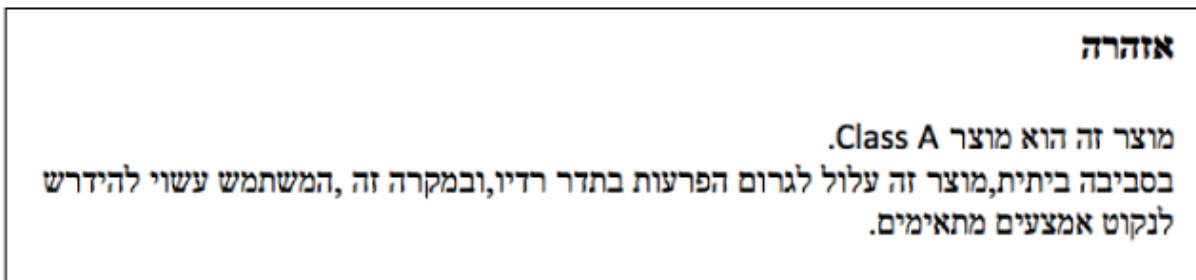 אזהרה
מוצר זה הוא מוצר Class A.
בסביבה ביתית,מוצר זה עלול לגרום הפרעות בתדר רדיו,ובמקרה זה ,המשתמש עשוי להידרש
לנקוט אמצעים מתאימים.